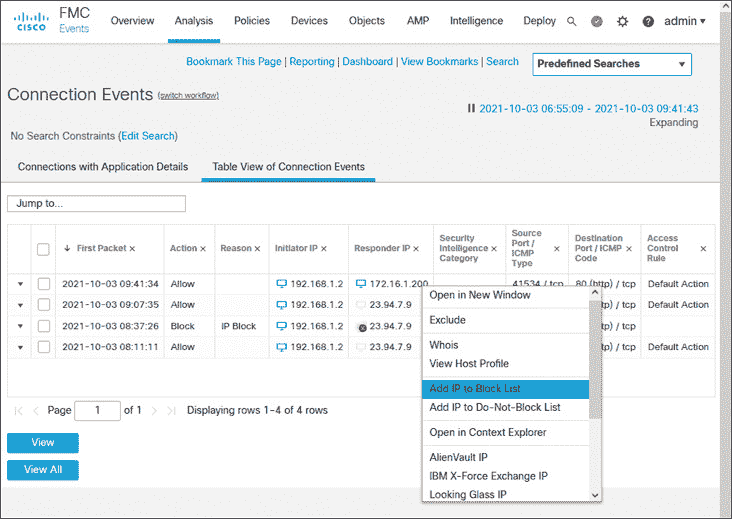 CISCO
FMC
Events
Overview
Analysis
Policies
Devices
Objects
AMP
Intelligence
Deploy
admin
Bookmark This Page | Reporting | Dashboard | View Bookmarks | Search
Predefined Searches
Connection Events (switch workflow)
2021-10-03 06:55:09 - 2021-10-03 09:41:43
Expanding
No Search Constraints (Edit Search)
Connections with Application Details
Table View of Connection Events
Jump to...
First Packet × Action × Reason × Initiator IP × Responder IP × Security Intelligence Category × Source Port / ICMP Type × Destination Port / ICMP Code × Access Control Rule ×
2021-10-03 09:41:34 Allow 192.168.1.2 172.16.1.200 41534 / tcp 80 (http) / tcp Default Action
2021-10-03 09:07:35 Allow 192.168.1.2 23.94.7.9 / tcp Default Action
2021-10-03 08:37:26 Block IP Block 192.168.1.2 23.94.7.9 / tcp
2021-10-03 08:11:11 Allow 192.168.1.2 23.94.7.9 / tcp Default Action
Open in New Window
Exclude
Whois
View Host Profile
Add IP to Block List
Add IP to Do-Not-Block List
Open in Context Explorer
AlienVault IP
IBM X-Force Exchange IP
Looking Glass IP
Page 1 of 1 Displaying rows 1-4 of 4 rows
View
View All